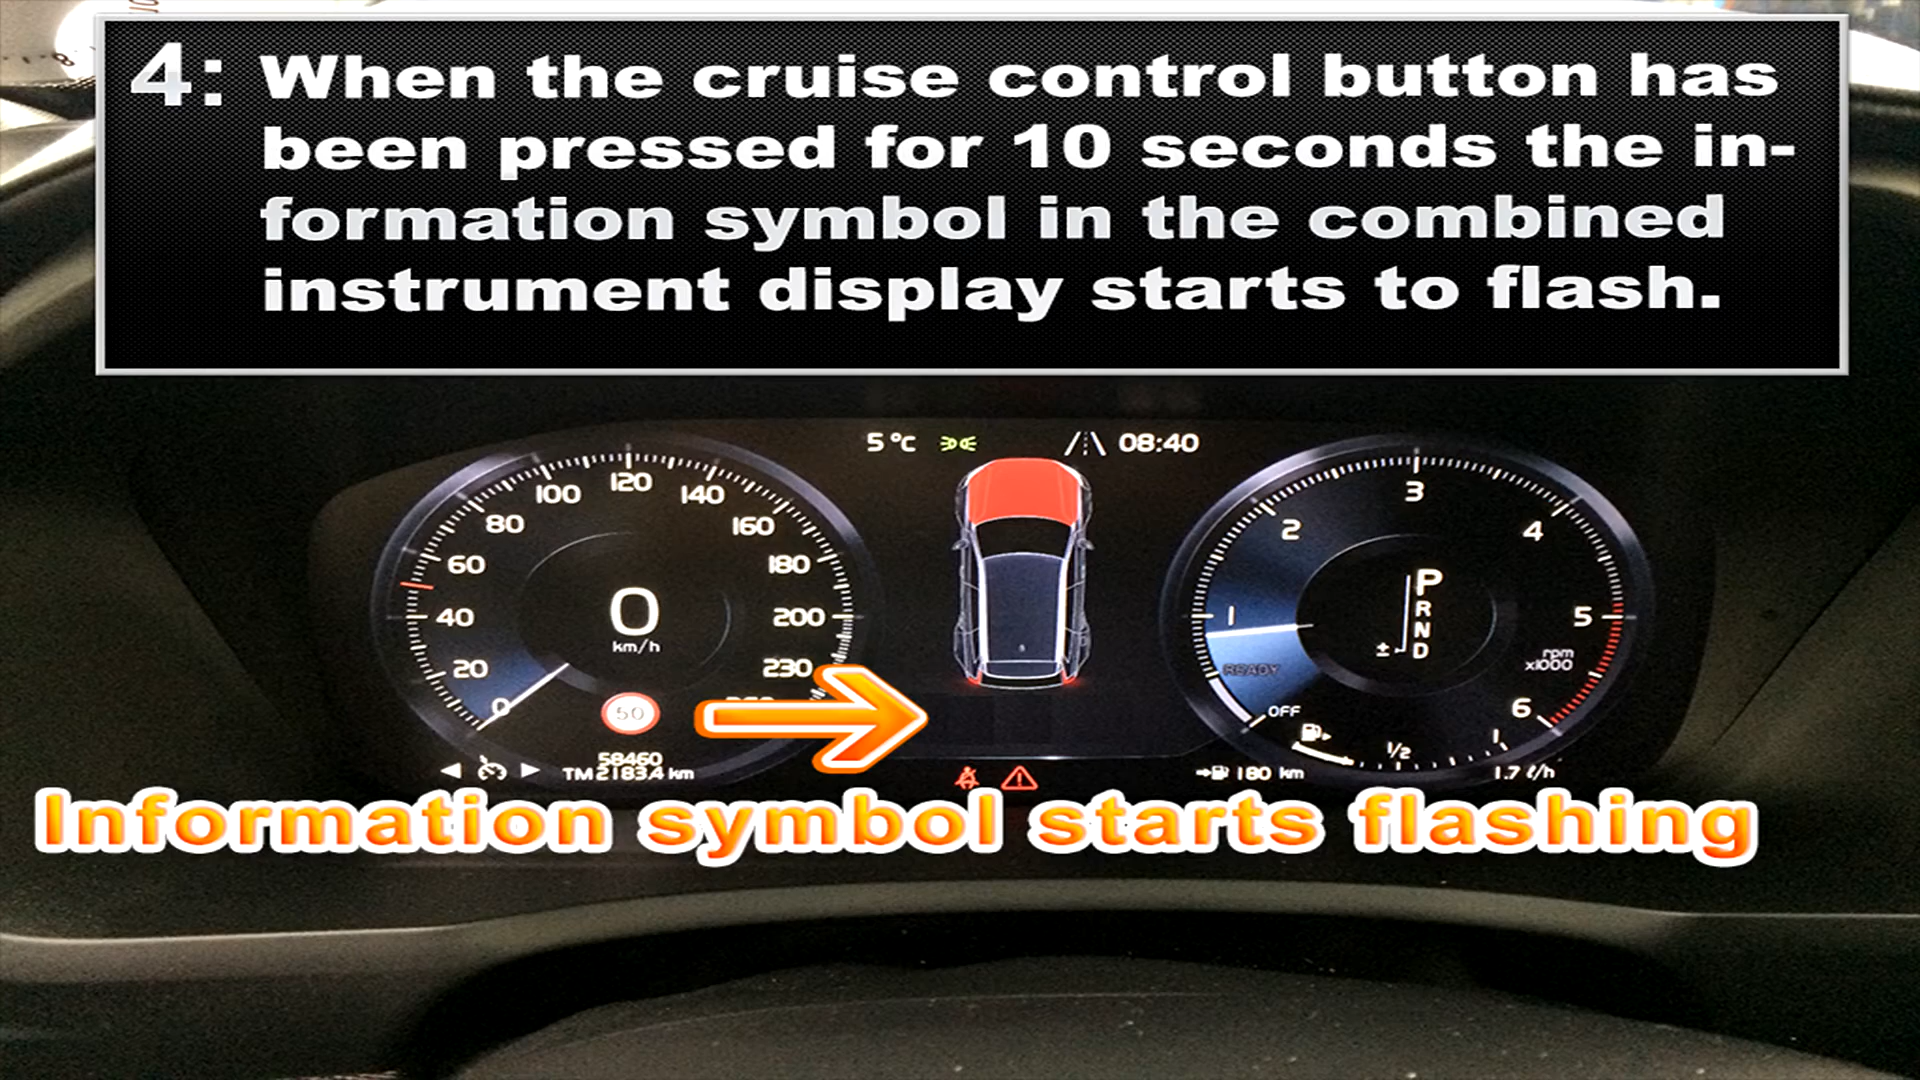 4: When the cruise control button has
been pressed for 10 seconds the in-
formation symbol in the combined
instrument display starts to flash.
5 °C 08:40
120
100 140
80 160
60 180
40 200
20 230
0
0
km/h
50
58460
TM 2183.4 km
3
2 4
1 5
6
P
R
N
± D
rpm
x1000
READY
OFF
1/2
1
180 km
1.7 ℓ/h
Information symbol starts flashing